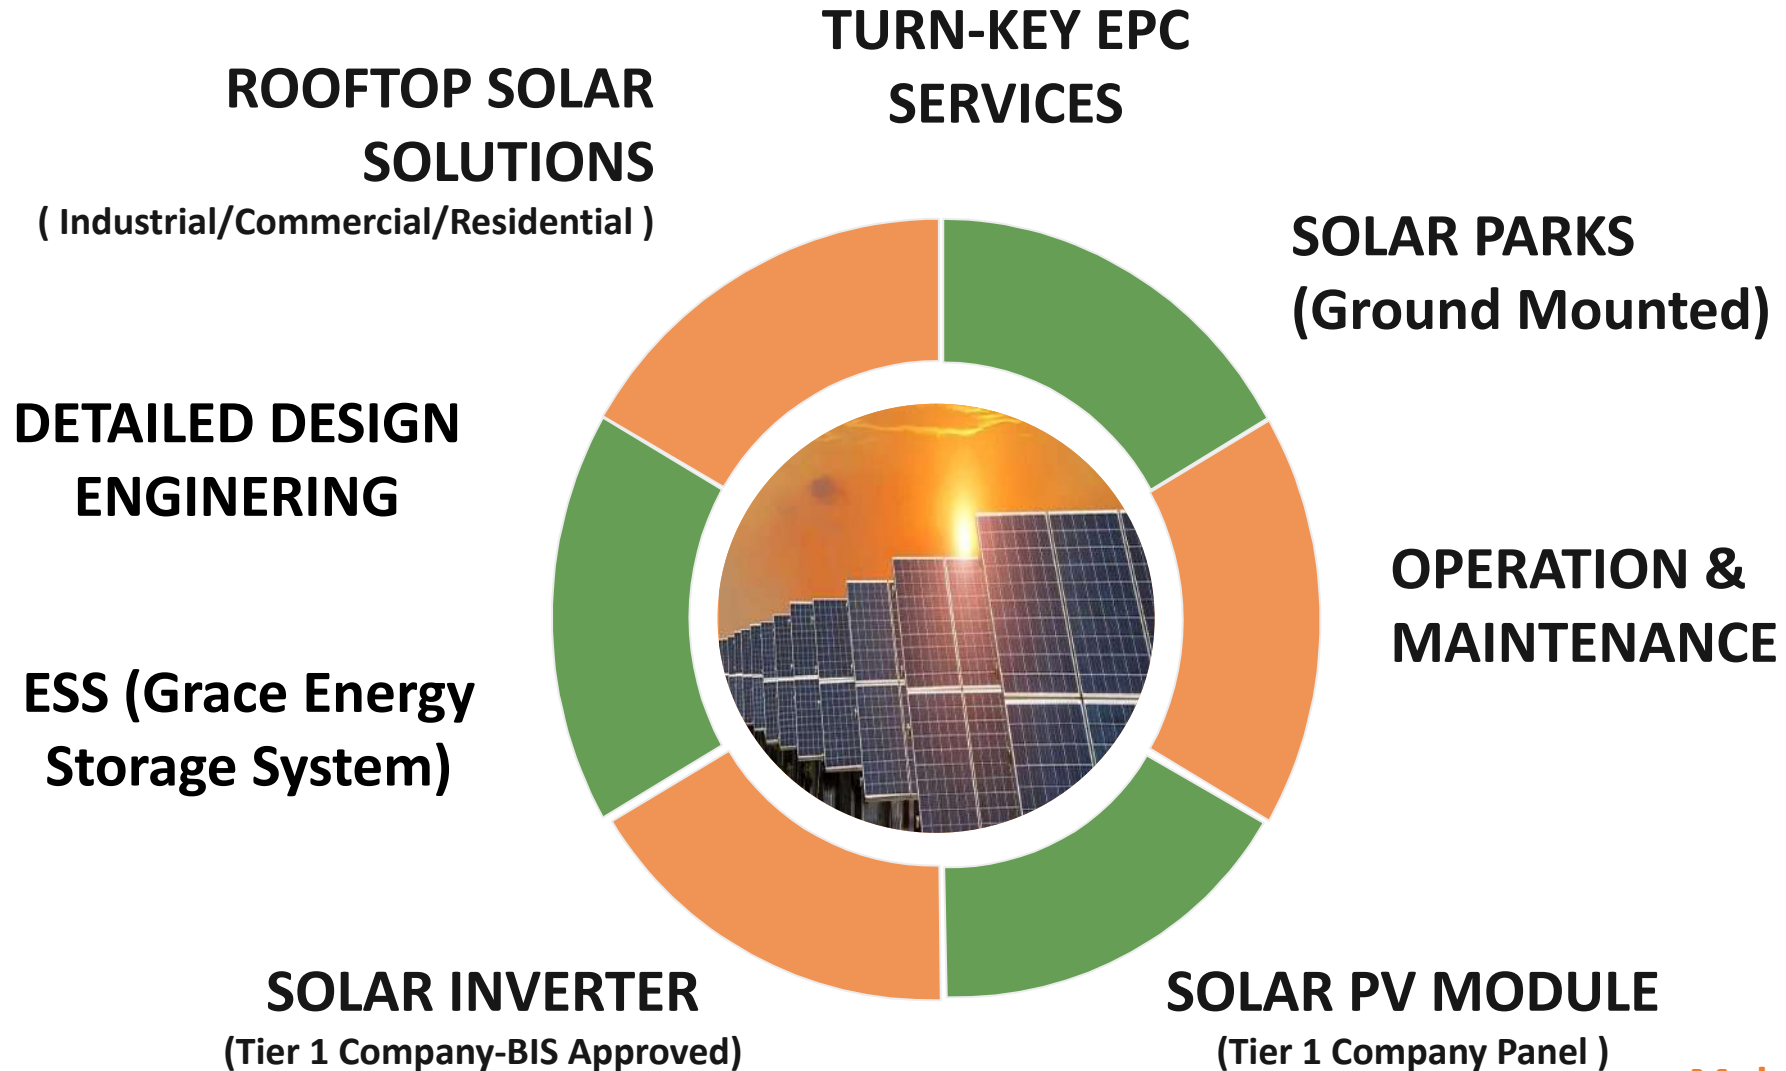 TURN-KEY EPC
SERVICES
ROOFTOP SOLAR
SOLUTIONS
( Industrial/Commercial/Residential )
SOLAR PARKS
(Ground Mounted)
DETAILED DESIGN
ENGINERING
OPERATION &
MAINTENANCE
ESS (Grace Energy
Storage System)
SOLAR INVERTER
(Tier 1 Company-BIS Approved)
SOLAR PV MODULE
(Tier 1 Company Panel )